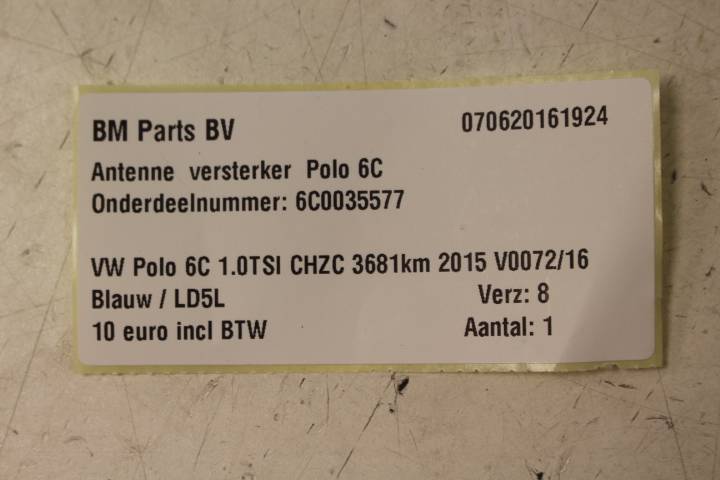 BM Parts BV 070620161924
Antenne versterker Polo 6C
Onderdeelnummer: 6C0035577
VW Polo 6C 1.0TSI CHZC 3681km 2015 V0072/16
Blauw / LD5L Verz: 8
10 euro incl BTW Aantal: 1